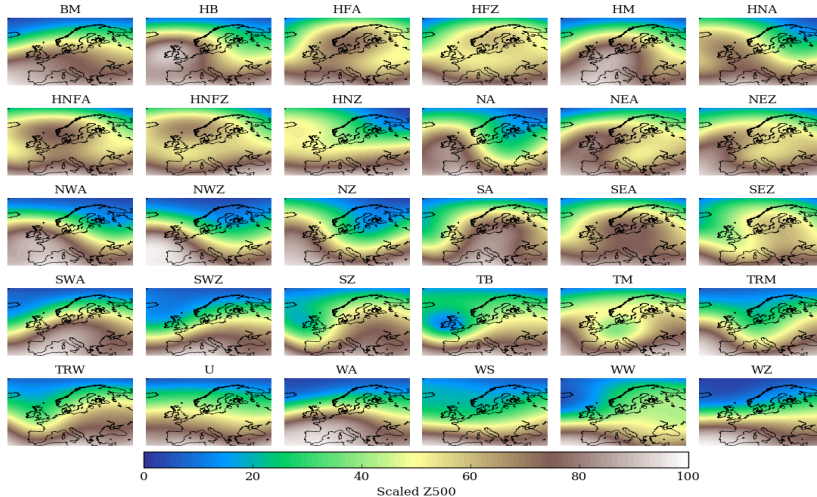 BM HB HFA HFZ HM HNA
HNFA HNFZ HNZ NA NEA NEZ
NWA NWZ NZ SA SEA SEZ
SWA SWZ SZ TB TM TRM
TRW U WA WS WW WZ
0 20 40 60 80 100
Scaled Z500